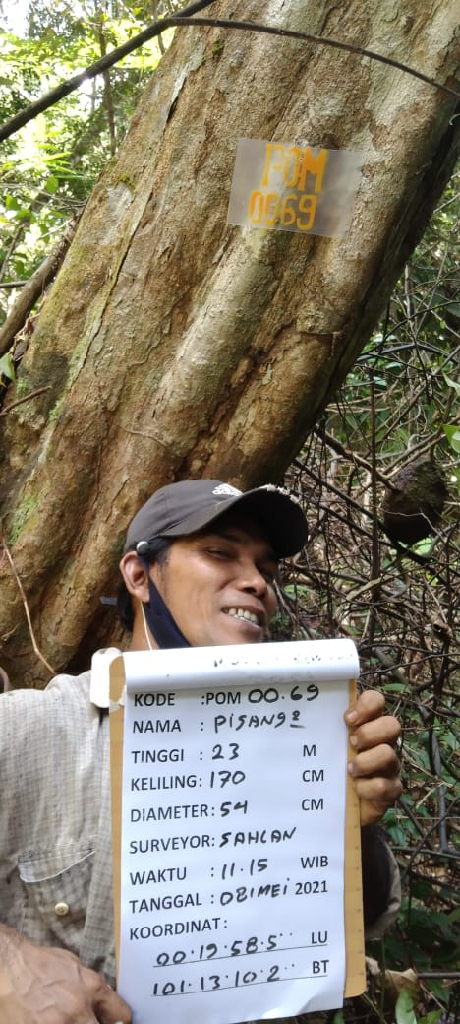 POM
0069
KODE : POM 00.69
NAMA : PISANG2
TINGGI : 23 M
KELILING: 170 CM
DIAMETER: 54 CM
SURVEYOR: SAHLAN
WAKTU : 11.15 WIB
TANGGAL : 08 MEI 2021
KOORDINAT:
00.19.58.5.. LU
101.13.10.2.. BT